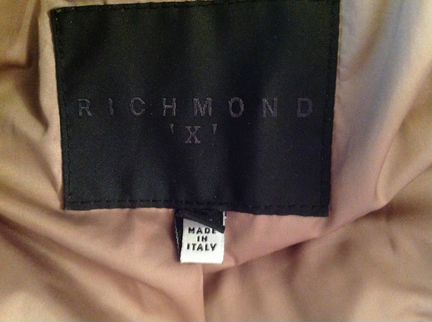 RICHMOND
'X'
MADE
IN
ITALY